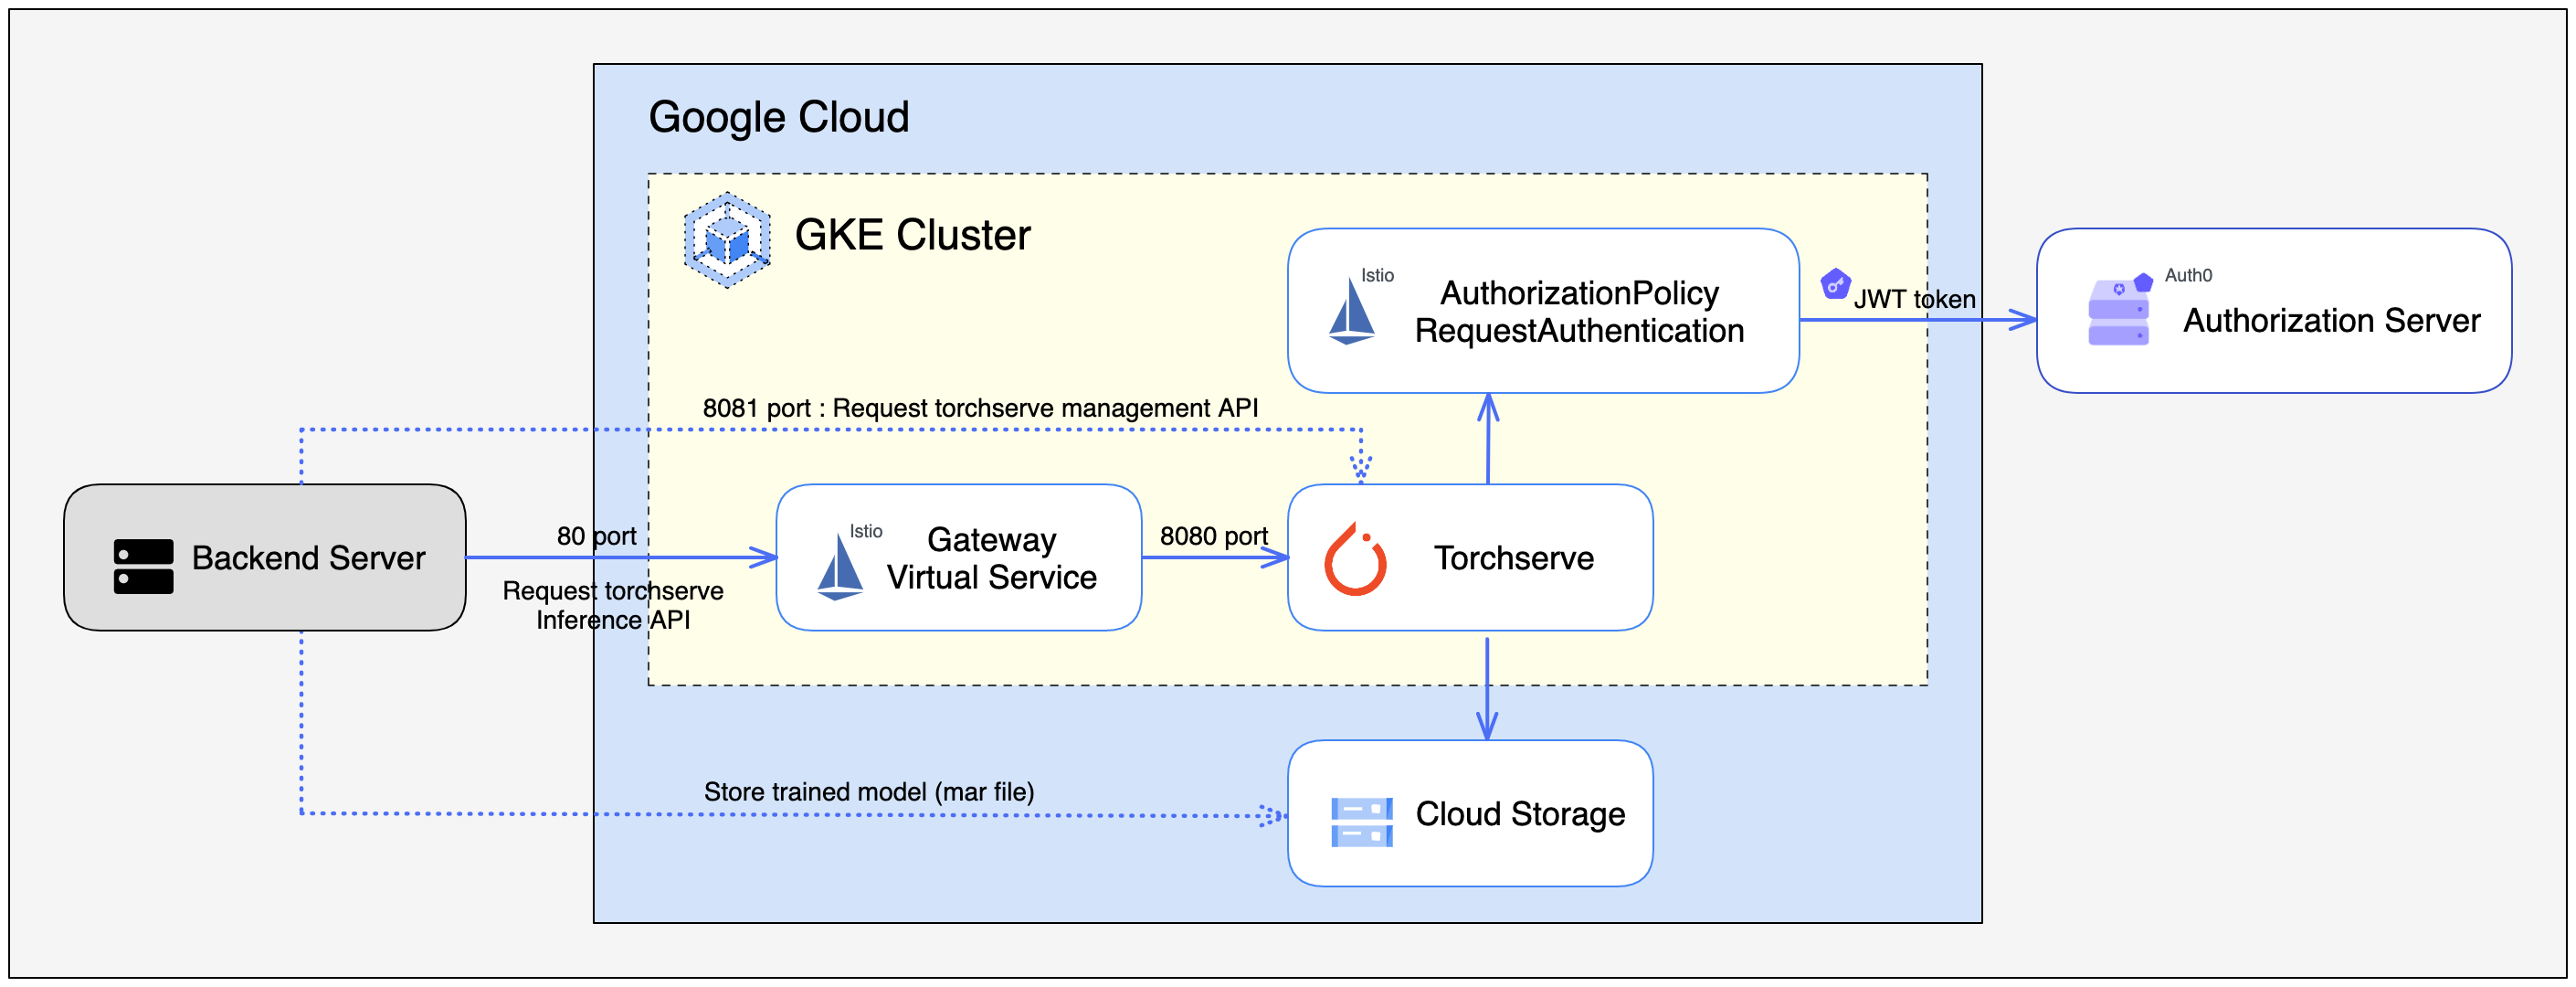 Google Cloud
GKE Cluster
Istio
AuthorizationPolicy
RequestAuthentication
JWT token
Auth0
Authorization Server
8081 port : Request torchserve management API
Backend Server
80 port
Request torchserve
Inference API
Istio
Gateway
Virtual Service
8080 port
Torchserve
Store trained model (mar file)
Cloud Storage